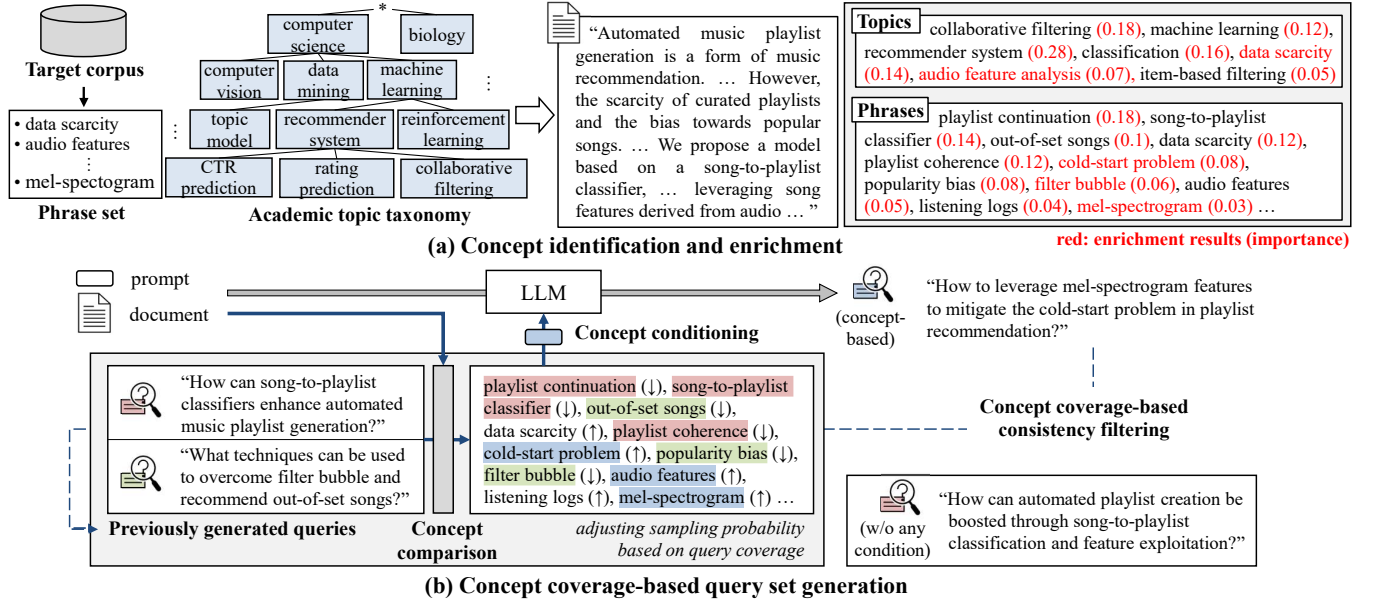 Target corpus
• data scarcity
• audio features
⋮
• mel-spectogram
Phrase set
*
computer science
biology
computer vision
data mining
machine learning
⋮
⋮
topic model
recommender system
reinforcement learning
CTR prediction
rating prediction
collaborative filtering
Academic topic taxonomy
“Automated music playlist
generation is a form of music
recommendation. … However,
the scarcity of curated playlists
and the bias towards popular
songs. … We propose a model
based on a song-to-playlist
classifier, … leveraging song
features derived from audio … ”
Topics
collaborative filtering (0.18), machine learning (0.12),
recommender system (0.28), classification (0.16), data scarcity
(0.14), audio feature analysis (0.07), item-based filtering (0.05)
Phrases
playlist continuation (0.18), song-to-playlist
classifier (0.14), out-of-set songs (0.1), data scarcity (0.12),
playlist coherence (0.12), cold-start problem (0.08),
popularity bias (0.08), filter bubble (0.06), audio features
(0.05), listening logs (0.04), mel-spectrogram (0.03) …
(a) Concept identification and enrichment
red: enrichment results (importance)
prompt
document
LLM
Concept conditioning
(concept-
based)
“How to leverage mel-spectrogram features
to mitigate the cold-start problem in playlist
recommendation?”
“How can song-to-playlist
classifiers enhance automated
music playlist generation?”
“What techniques can be used
to overcome filter bubble and
recommend out-of-set songs?”
Previously generated queries
Concept
comparison
playlist continuation (↓), song-to-playlist
classifier (↓), out-of-set songs (↓),
data scarcity (↑), playlist coherence (↓),
cold-start problem (↑), popularity bias (↓),
filter bubble (↓), audio features (↑),
listening logs (↑), mel-spectrogram (↑) …
adjusting sampling probability
based on query coverage
Concept coverage-based
consistency filtering
(w/o any
condition)
“How can automated playlist creation be
boosted through song-to-playlist
classification and feature exploitation?”
(b) Concept coverage-based query set generation